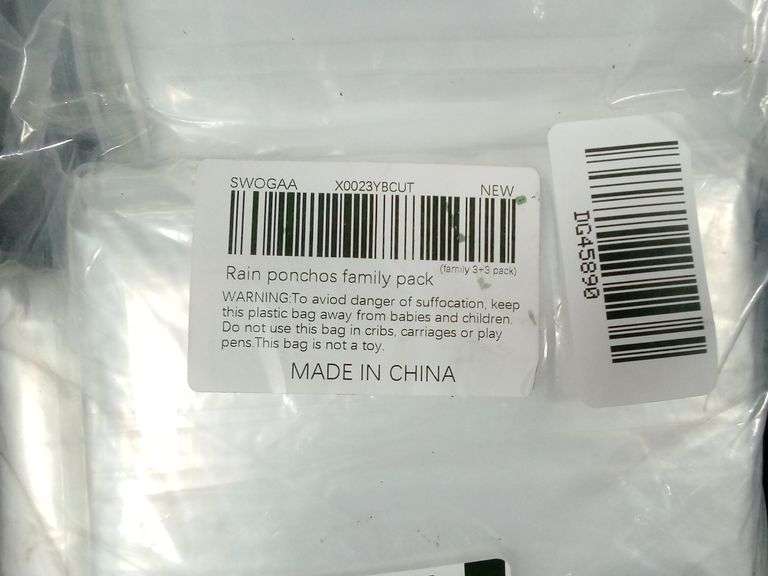 SWOGAA X0023YBCUT NEW
Rain ponchos family pack (family 3+3 pack)
WARNING:To aviod danger of suffocation, keep
this plastic bag away from babies and children.
Do not use this bag in cribs, carriages or play
pens.This bag is not a toy.
MADE IN CHINA
DG45890